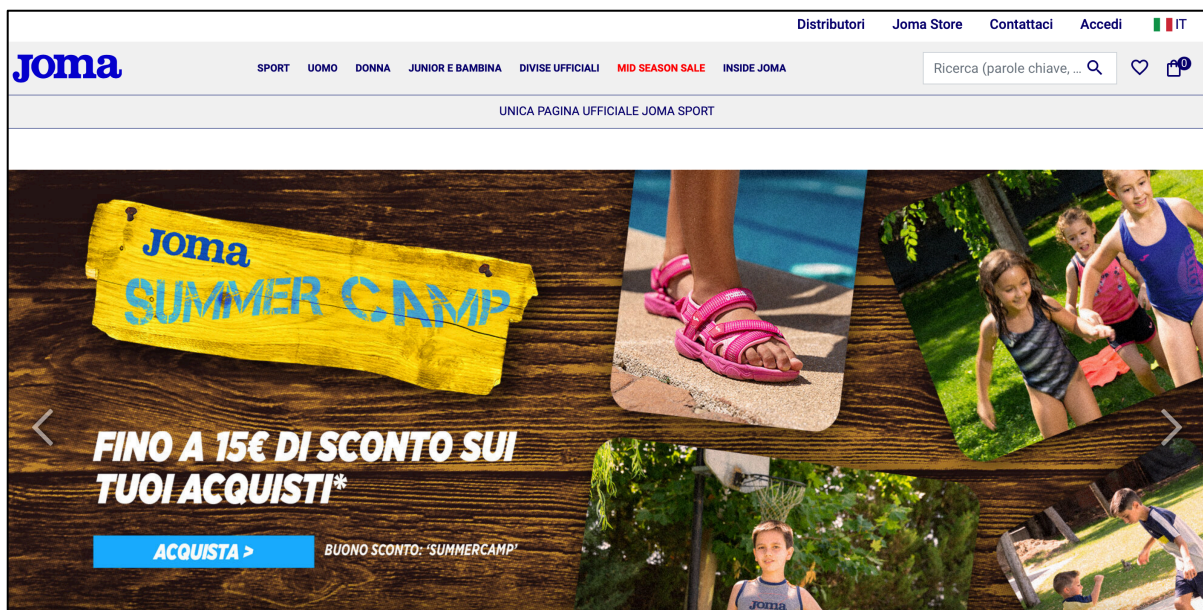 Distributori Joma Store Contattaci Accedi IT
Joma
SPORT UOMO DONNA JUNIOR E BAMBINA DIVISE UFFICIALI MID SEASON SALE INSIDE JOMA
Ricerca (parole chiave, ...
0
UNICA PAGINA UFFICIALE JOMA SPORT
Joma
SUMMER CAMP
FINO A 15€ DI SCONTO SUI
TUOI ACQUISTI*
ACQUISTA > BUONO SCONTO: 'SUMMERCAMP'
Joma
Joma